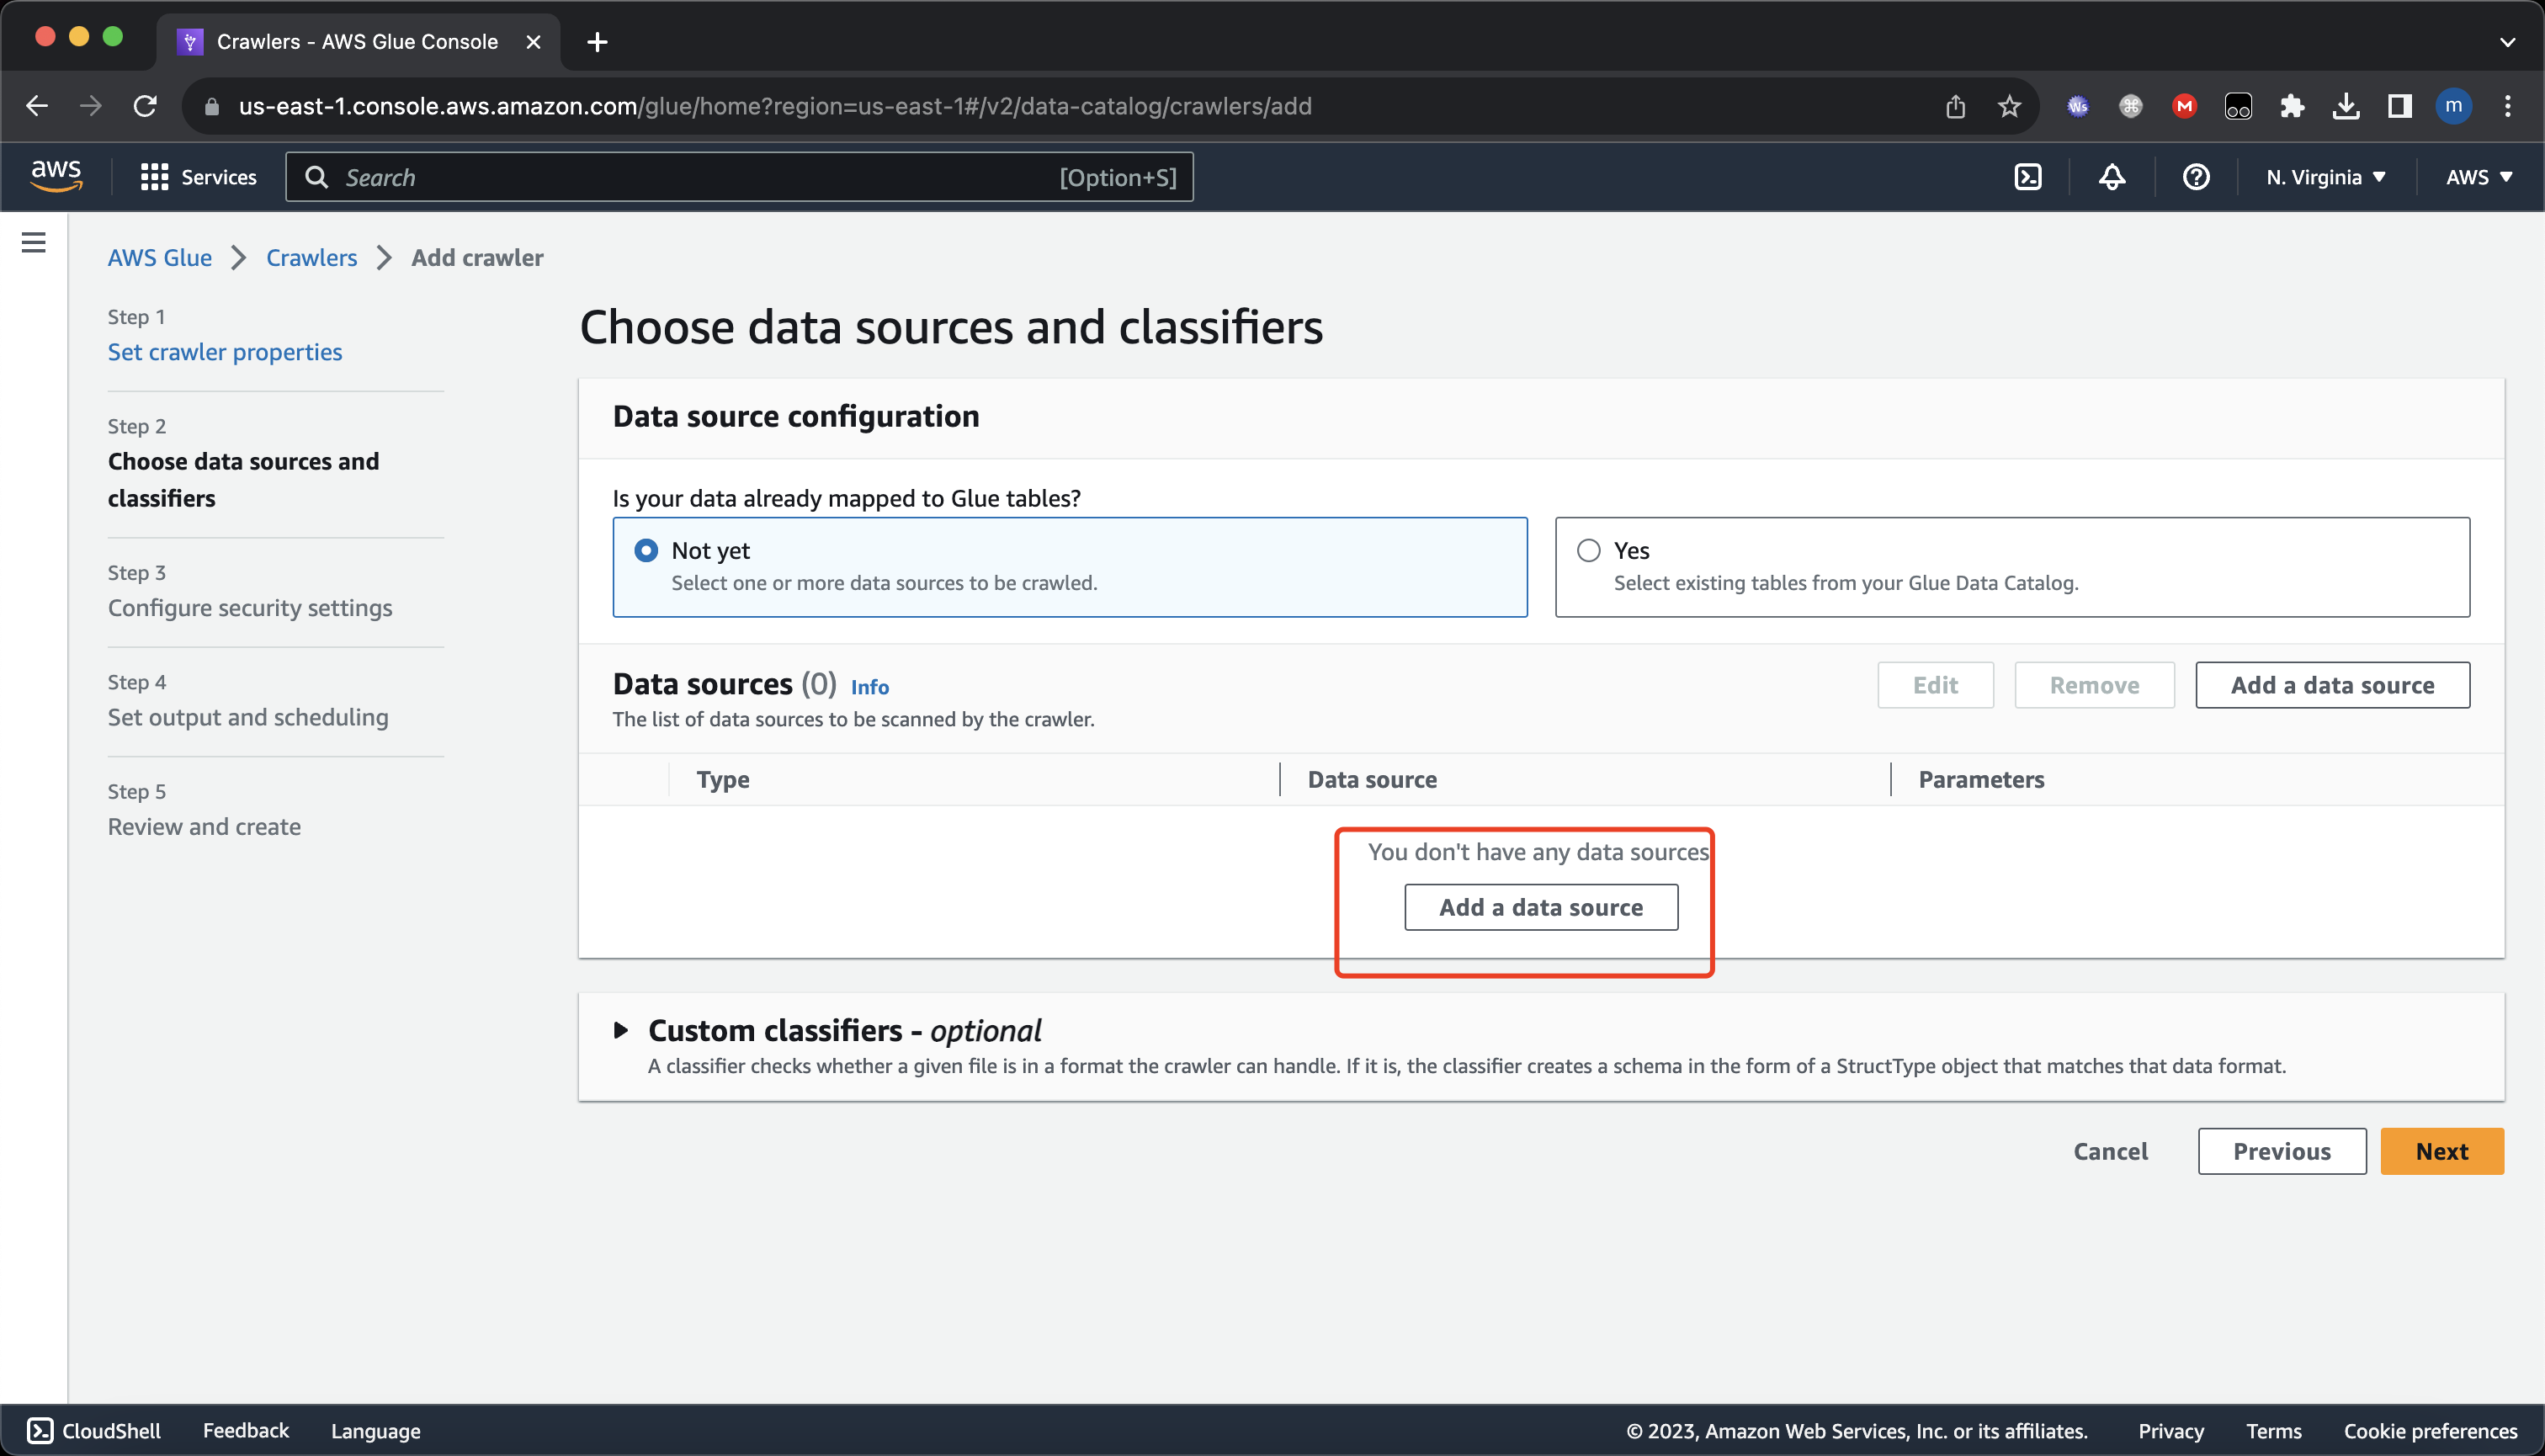 Crawlers - AWS Glue Console
us-east-1.console.aws.amazon.com/glue/home?region=us-east-1#/v2/data-catalog/crawlers/add
Ws
M
m
aws
Services
Search
[Option+S]
N. Virginia
AWS
AWS Glue
Crawlers
Add crawler
Step 1
Set crawler properties
Step 2
Choose data sources and
classifiers
Step 3
Configure security settings
Step 4
Set output and scheduling
Step 5
Review and create
Choose data sources and classifiers
Data source configuration
Is your data already mapped to Glue tables?
Not yet
Select one or more data sources to be crawled.
Yes
Select existing tables from your Glue Data Catalog.
Data sources (0) Info
The list of data sources to be scanned by the crawler.
Edit
Remove
Add a data source
Type
Data source
Parameters
You don't have any data sources
Add a data source
Custom classifiers - optional
A classifier checks whether a given file is in a format the crawler can handle. If it is, the classifier creates a schema in the form of a StructType object that matches that data format.
Cancel
Previous
Next
CloudShell
Feedback
Language
© 2023, Amazon Web Services, Inc. or its affiliates.
Privacy
Terms
Cookie preferences